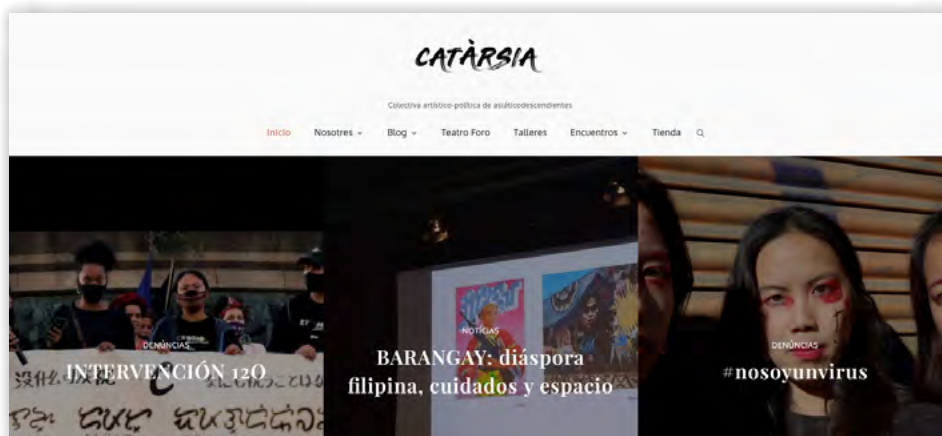 CATÀRSIA
Colectiva artístico-política de asiáticodescendientes
Inicio Nosotres Blog Teatro Foro Talleres Encuentros Tienda
DENÚNCIAS
INTERVENCIÓN 12O
NOTÍCIAS
BARANGAY: diáspora
filipina, cuidados y espacio
DENÚNCIAS
#nosoyunvirus